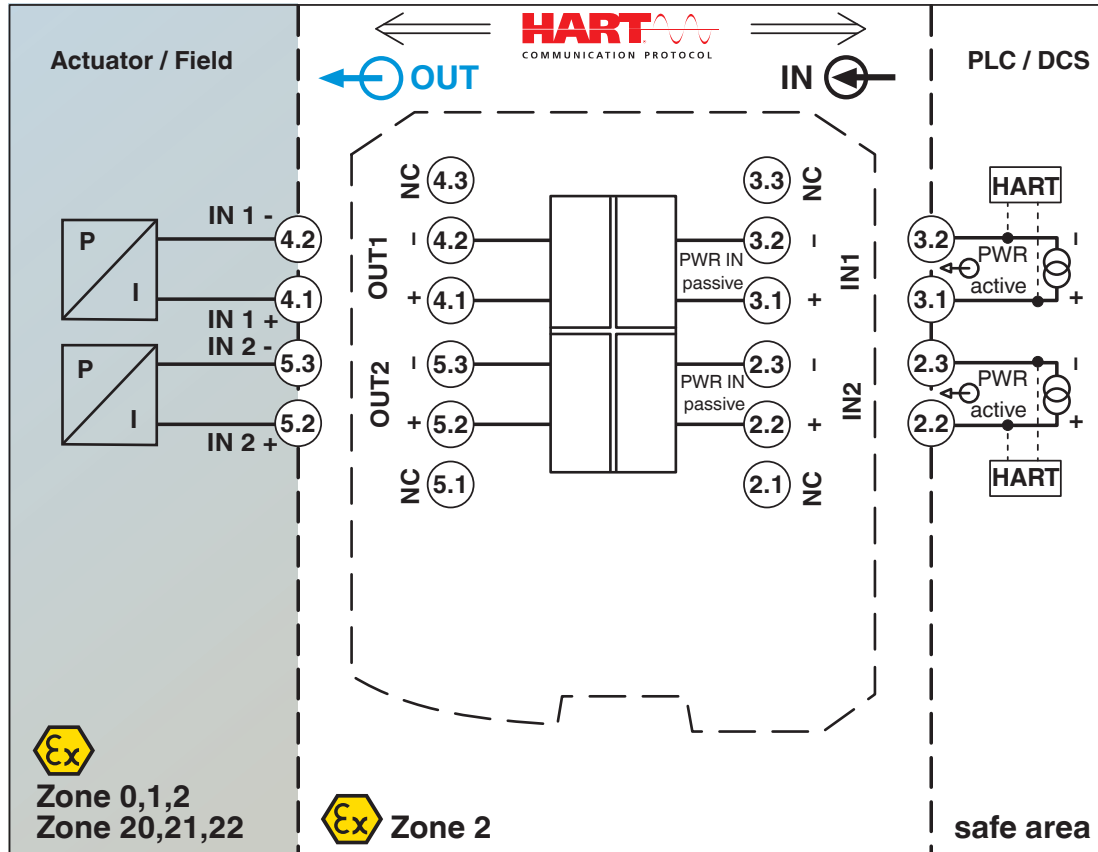 HART
COMMUNICATION PROTOCOL
Actuator / Field
OUT
IN
PLC / DCS
P
I
IN 1 -
IN 1 +
4.2
4.1
P
I
IN 2 -
IN 2 +
5.3
5.2
NC
4.3
OUT1
-
4.2
+
4.1
OUT2
-
5.3
+
5.2
NC
5.1
3.3
NC
PWR IN
passive
3.2
-
3.1
+
IN1
PWR IN
passive
2.3
-
2.2
+
IN2
2.1
NC
HART
3.2
3.1
PWR
active
-
+
2.3
2.2
PWR
active
-
+
HART
Ex
Zone 0,1,2
Zone 20,21,22
Ex
Zone 2
safe area